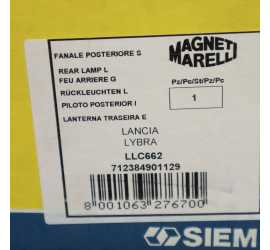 FANALE POSTERIORE S
REAR LAMP L
FEU ARRIERE G
RÜCKLEUCHTEN L
PILOTO POSTERIOR I
LANTERNA TRASEIRA E
MAGNETI
MARELLI
Pz/Pc/St/Pz/Pc
1
LANCIA
LYBRA
LLC662
712384901129
8 001063 276700
SIEM